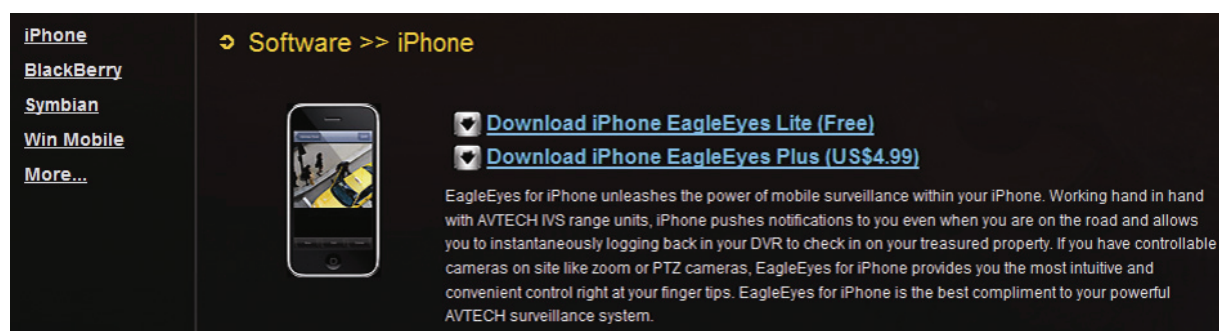 iPhone
BlackBerry
Symbian
Win Mobile
More...
Software >> iPhone
Download iPhone EagleEyes Lite (Free)
Download iPhone EagleEyes Plus (US$4.99)
EagleEyes for iPhone unleashes the power of mobile surveillance within your iPhone. Working hand in hand
with AVTECH IVS range units, iPhone pushes notifications to you even when you are on the road and allows
you to instantaneously logging back in your DVR to check in on your treasured property. If you have controllable
cameras on site like zoom or PTZ cameras, EagleEyes for iPhone provides you the most intuitive and
convenient control right at your finger tips. EagleEyes for iPhone is the best compliment to your powerful
AVTECH surveillance system.